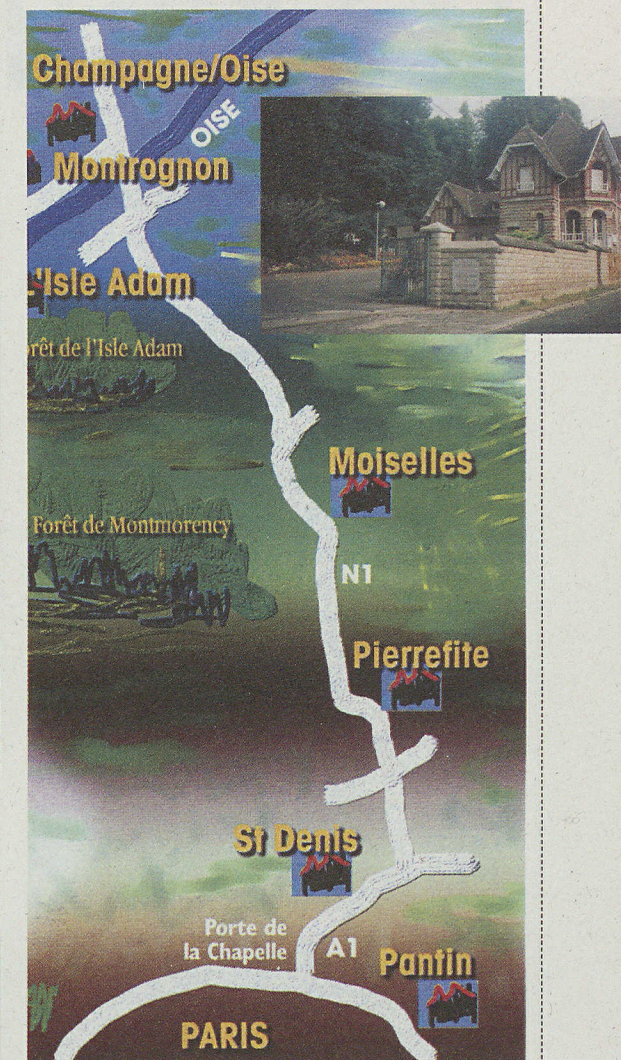 Champagne/Oise
OISE
Montrognon
L'Isle Adam
rêt de l'Isle Adam
Moiselles
Forêt de Montmorency
N1
Pierrefite
St Denis
Porte de
la Chapelle
A1
Pantin
PARIS